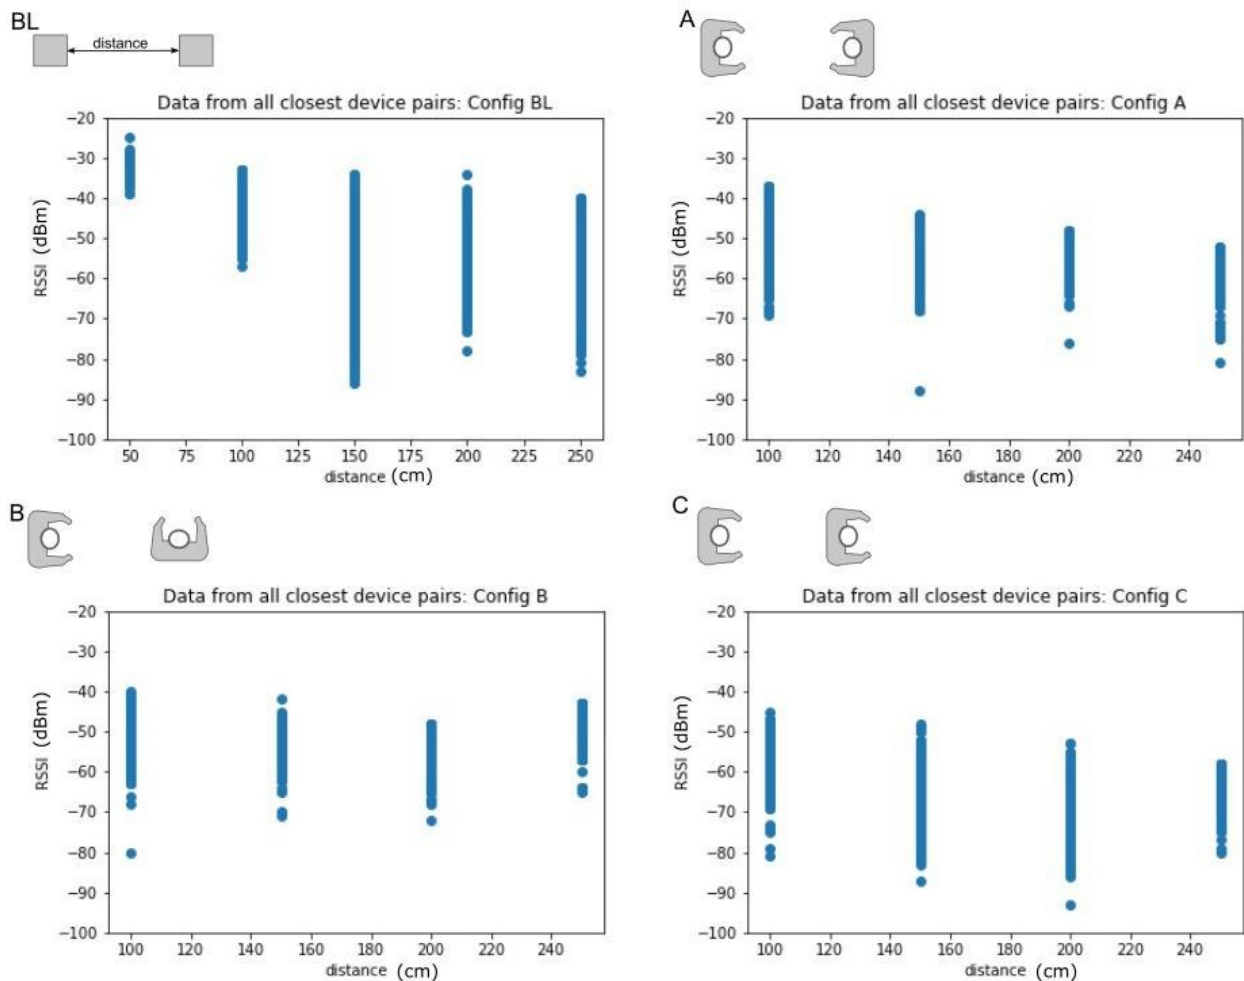 BL
distance
Data from all closest device pairs: Config BL
−20
−30
−40
−50
−60
−70
−80
−90
−100
RSSI (dBm)
50 75 100 125 150 175 200 225 250
distance (cm)
A
Data from all closest device pairs: Config A
−20
−30
−40
−50
−60
−70
−80
−90
−100
RSSI (dBm)
100 120 140 160 180 200 220 240
distance (cm)
B
Data from all closest device pairs: Config B
−20
−30
−40
−50
−60
−70
−80
−90
−100
RSSI (dBm)
100 120 140 160 180 200 220 240
distance (cm)
C
Data from all closest device pairs: Config C
−20
−30
−40
−50
−60
−70
−80
−90
−100
RSSI (dBm)
100 120 140 160 180 200 220 240
distance (cm)